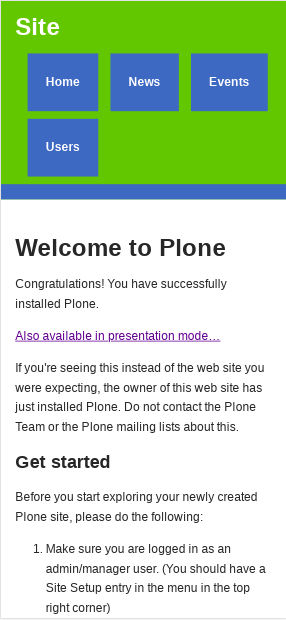 Site
Home News Events
Users
Welcome to Plone
Congratulations! You have successfully
installed Plone.
Also available in presentation mode…
If you're seeing this instead of the web site you
were expecting, the owner of this web site has
just installed Plone. Do not contact the Plone
Team or the Plone mailing lists about this.
Get started
Before you start exploring your newly created
Plone site, please do the following:
1. Make sure you are logged in as an
admin/manager user. (You should have a
Site Setup entry in the menu in the top
right corner)